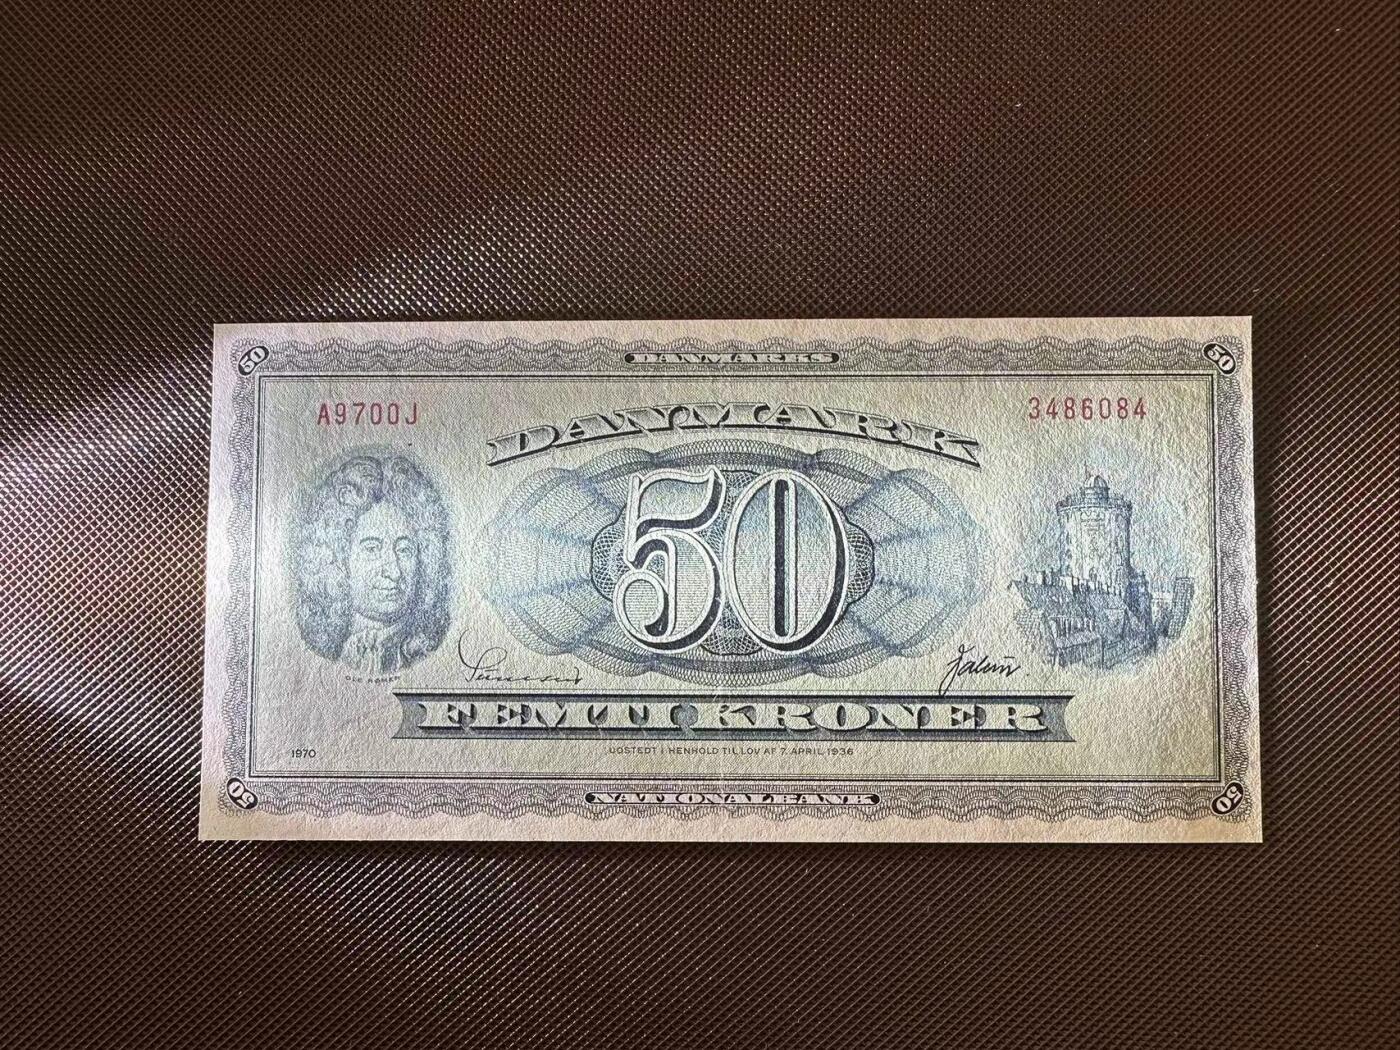 50 DANMARKS 50
A9700J 3486084
DANMARK
50
OLE RØMER
FEMTI KRONER
1970 UDSTEDT I HENHOLD TIL LOV AF 7. APRIL 1936
50 NATIONALBANK 50